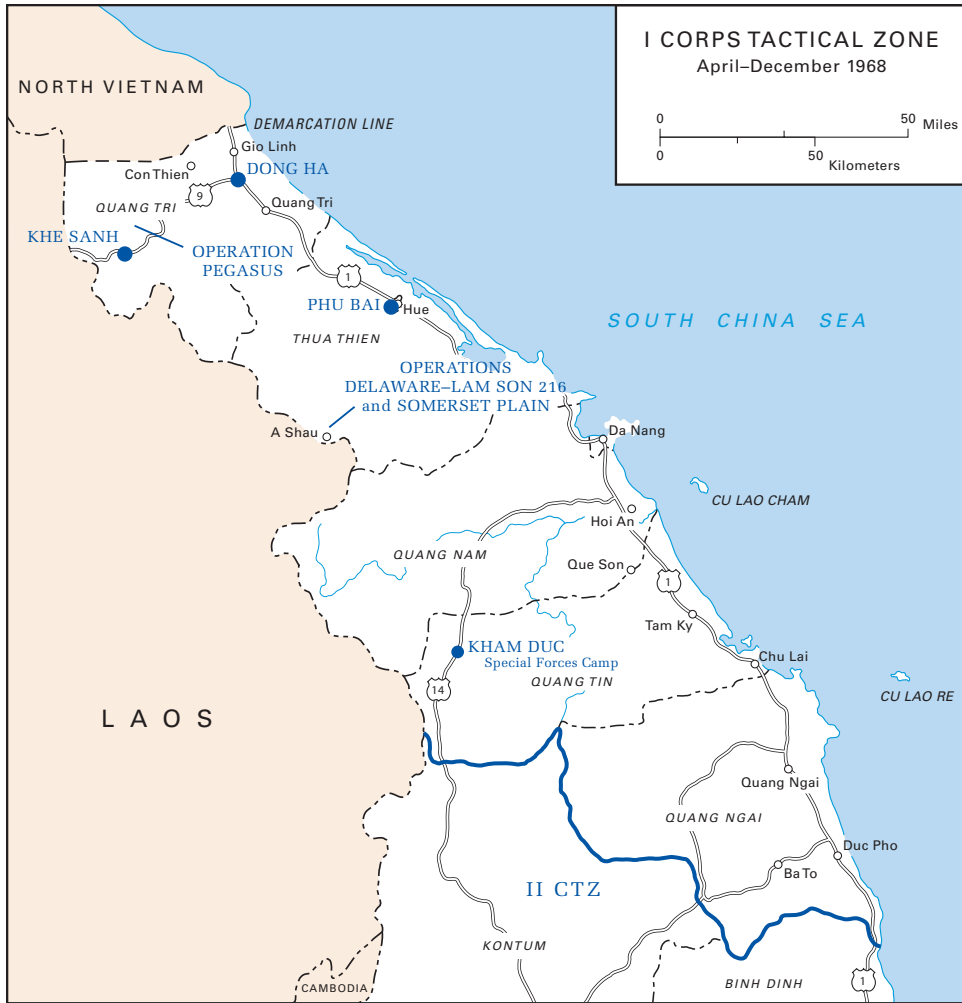 I CORPS TACTICAL ZONE
April–December 1968
0
50
Miles
0
50
Kilometers
NORTH VIETNAM
DEMARCATION LINE
Gio Linh
Con Thien
DONG HA
9
QUANG TRI
Quang Tri
KHE SANH
OPERATION
PEGASUS
1
PHU BAI
Hue
THUA THIEN
SOUTH CHINA SEA
OPERATIONS
DELAWARE–LAM SON 216
and SOMERSET PLAIN
A Shau
Da Nang
CU LAO CHAM
Hoi An
QUANG NAM
Que Son
1
Tam Ky
KHAM DUC
Special Forces Camp
QUANG TIN
Chu Lai
14
CU LAO RE
LAOS
Quang Ngai
QUANG NGAI
Duc Pho
Ba To
II CTZ
KONTUM
CAMBODIA
BINH DINH
1